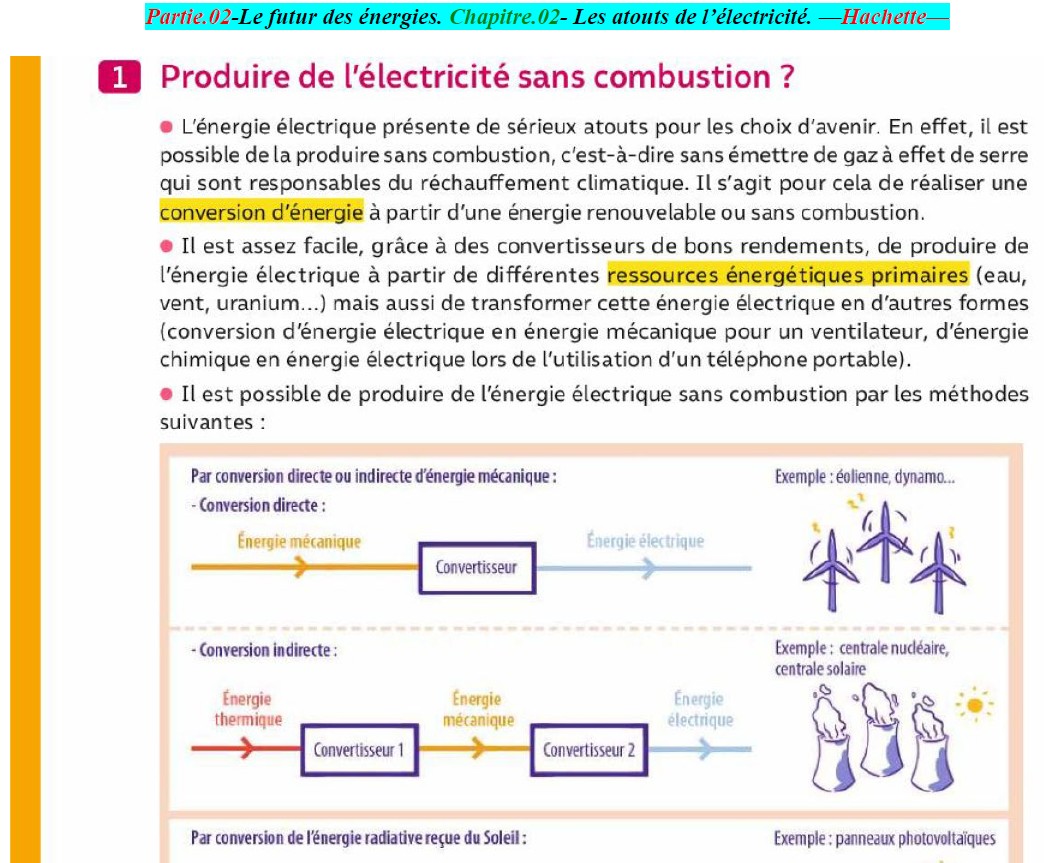 Partie.02-Le futur des énergies. Chapitre.02- Les atouts de l’électricité. —Hachette—
1 Produire de l’électricité sans combustion ?
● L’énergie électrique présente de sérieux atouts pour les choix d’avenir. En effet, il est
possible de la produire sans combustion, c’est-à-dire sans émettre de gaz à effet de serre
qui sont responsables du réchauffement climatique. Il s’agit pour cela de réaliser une
conversion d’énergie à partir d’une énergie renouvelable ou sans combustion.
● Il est assez facile, grâce à des convertisseurs de bons rendements, de produire de
l’énergie électrique à partir de différentes ressources énergétiques primaires (eau,
vent, uranium...) mais aussi de transformer cette énergie électrique en d’autres formes
(conversion d’énergie électrique en énergie mécanique pour un ventilateur, d’énergie
chimique en énergie électrique lors de l’utilisation d’un téléphone portable).
● Il est possible de produire de l’énergie électrique sans combustion par les méthodes
suivantes :
Par conversion directe ou indirecte d’énergie mécanique :
Exemple : éolienne, dynamo...
- Conversion directe :
Énergie mécanique
Convertisseur
Énergie électrique
- Conversion indirecte :
Exemple : centrale nucléaire,
centrale solaire
Énergie
thermique
Convertisseur 1
Énergie
mécanique
Convertisseur 2
Énergie
électrique
Par conversion de l’énergie radiative reçue du Soleil :
Exemple : panneaux photovoltaïques